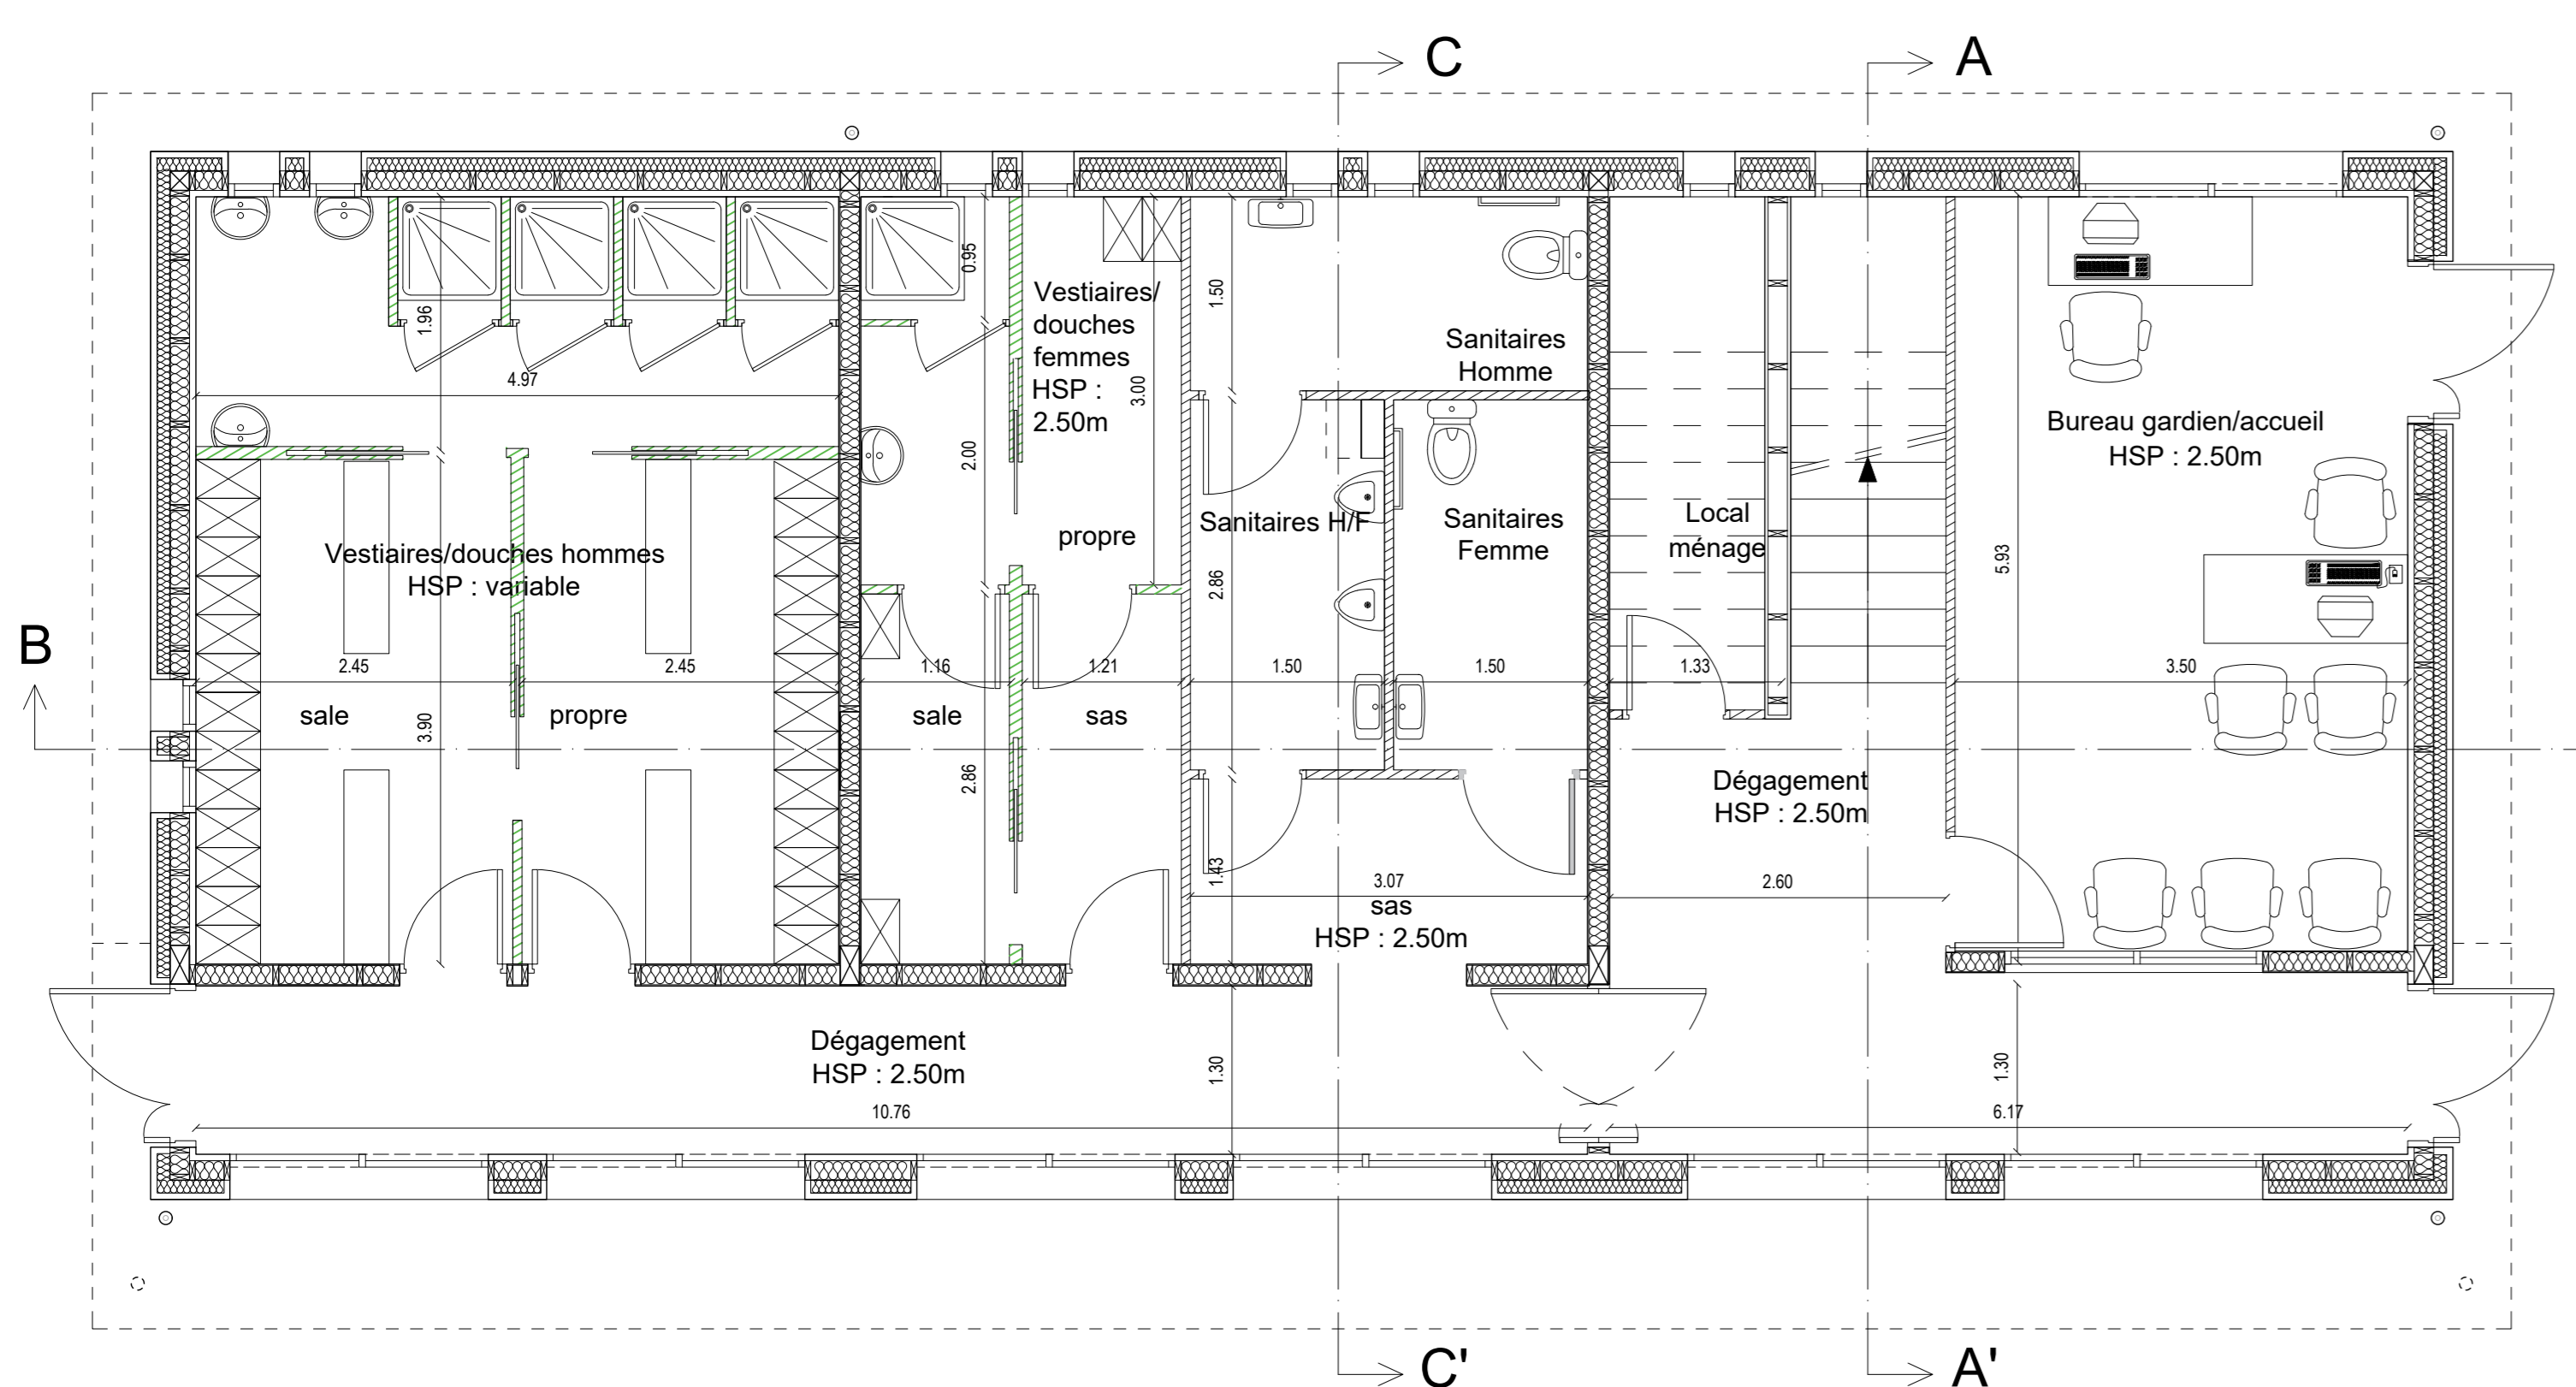 C
A
0.95
Vestiaires/
douches
femmes
HSP :
2.50m
1.50
1.96
Sanitaires
Homme
4.97
3.00
Bureau gardien/accueil
HSP : 2.50m
2.00
Sanitaires H/F
Sanitaires
Femme
Local
ménage
propre
Vestiaires/douches hommes
HSP : variable
2.86
5.93
B
2.45
2.45
1.16
1.21
1.50
1.50
1.33
3.50
sale
propre
sale
sas
3.90
2.86
Dégagement
HSP : 2.50m
1.43
3.07
2.60
sas
HSP : 2.50m
Dégagement
HSP : 2.50m
1.30
1.30
10.76
6.17
C'
A'